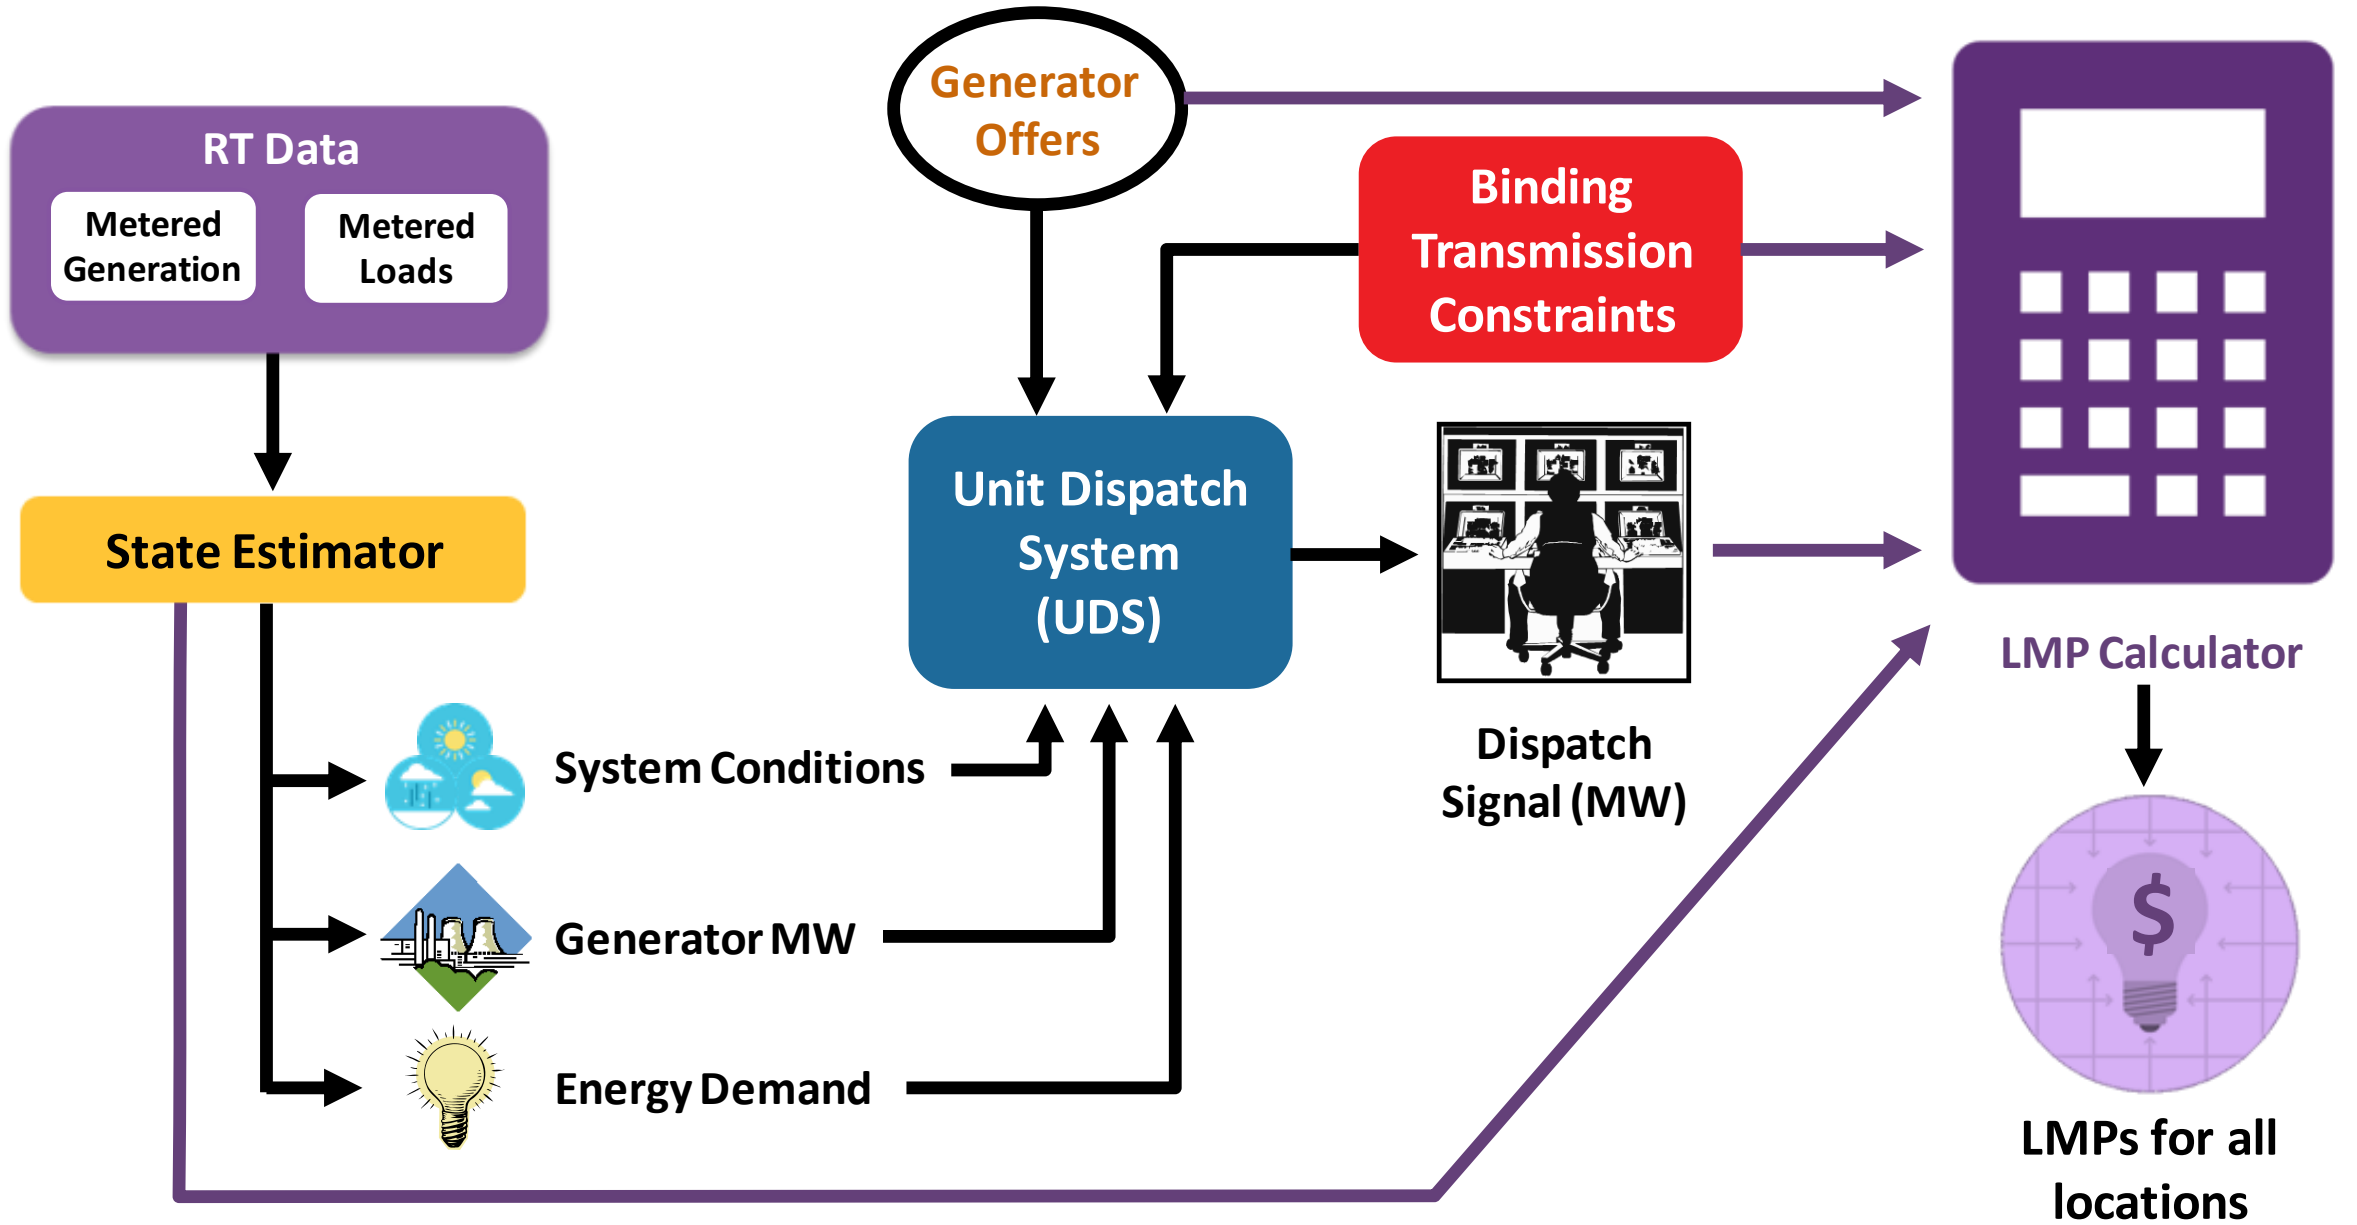 RT Data
Metered
Generation
Metered
Loads
State Estimator
System Conditions
Generator MW
Energy Demand
Generator
Offers
Binding
Transmission
Constraints
Unit Dispatch
System
(UDS)
Dispatch
Signal (MW)
LMP Calculator
$
LMPs for all
locations